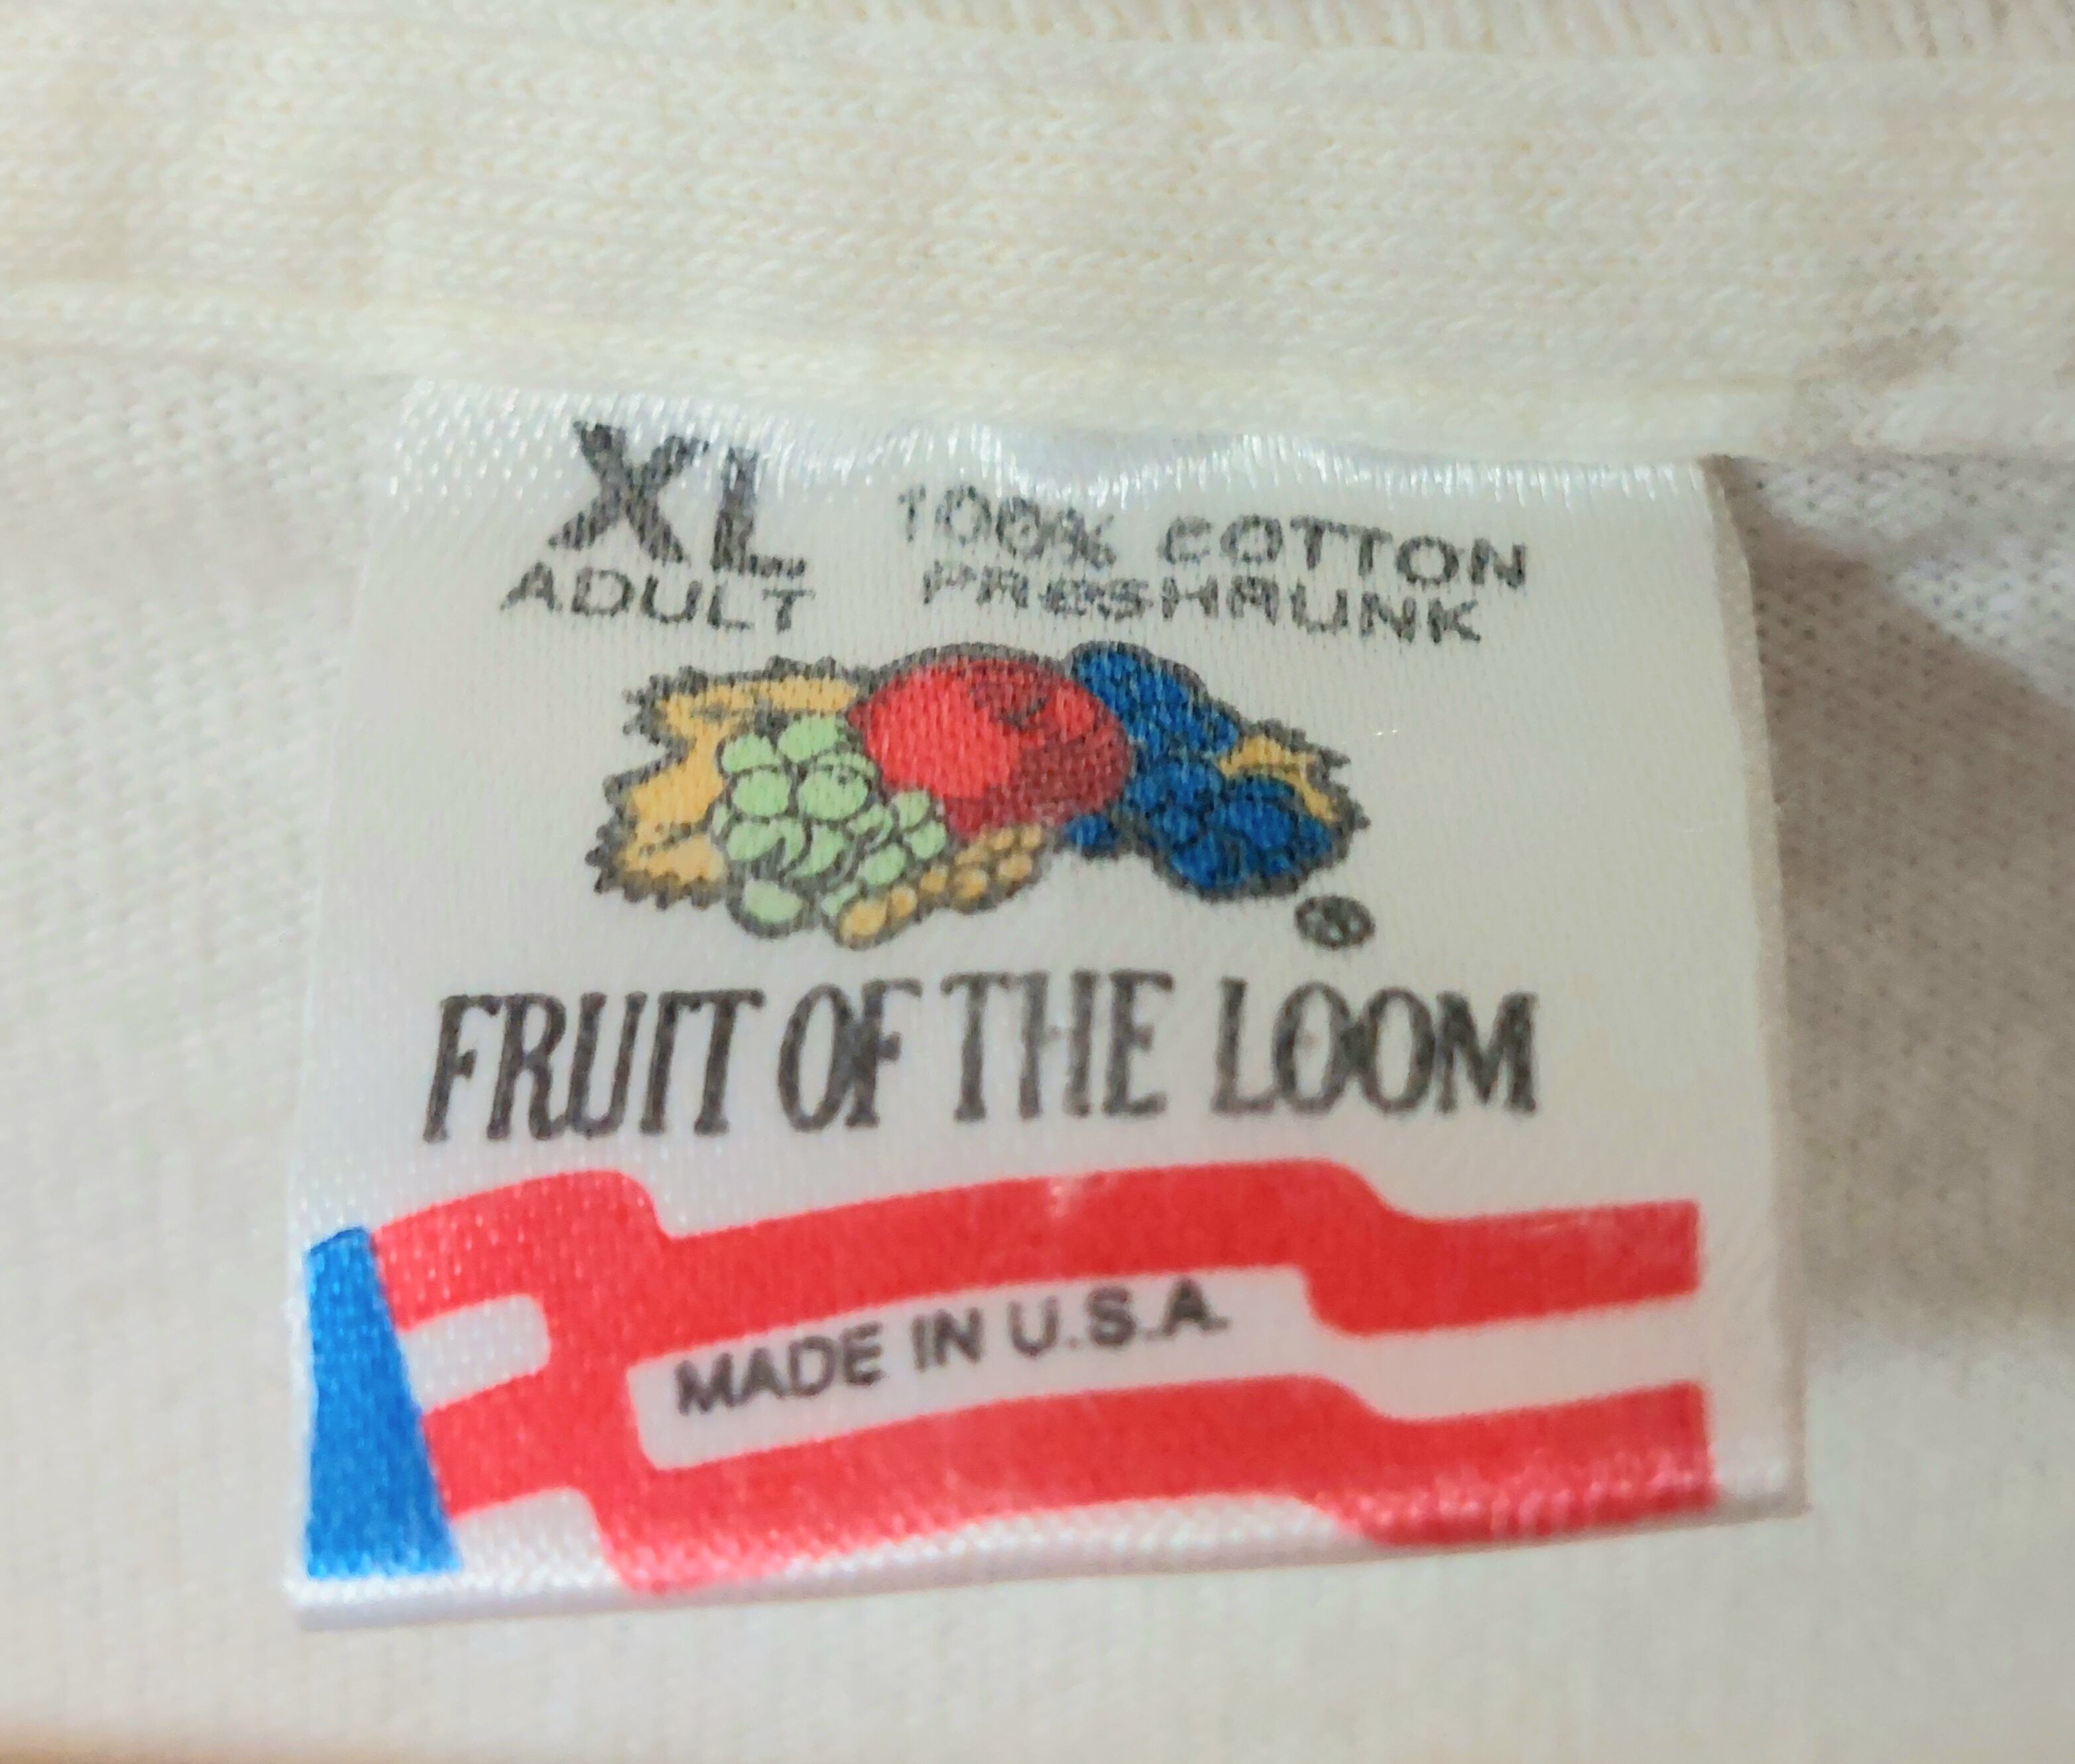 XL
ADULT
100% COTTON
PRESHRUNK
®
FRUIT OF THE LOOM
MADE IN U.S.A.